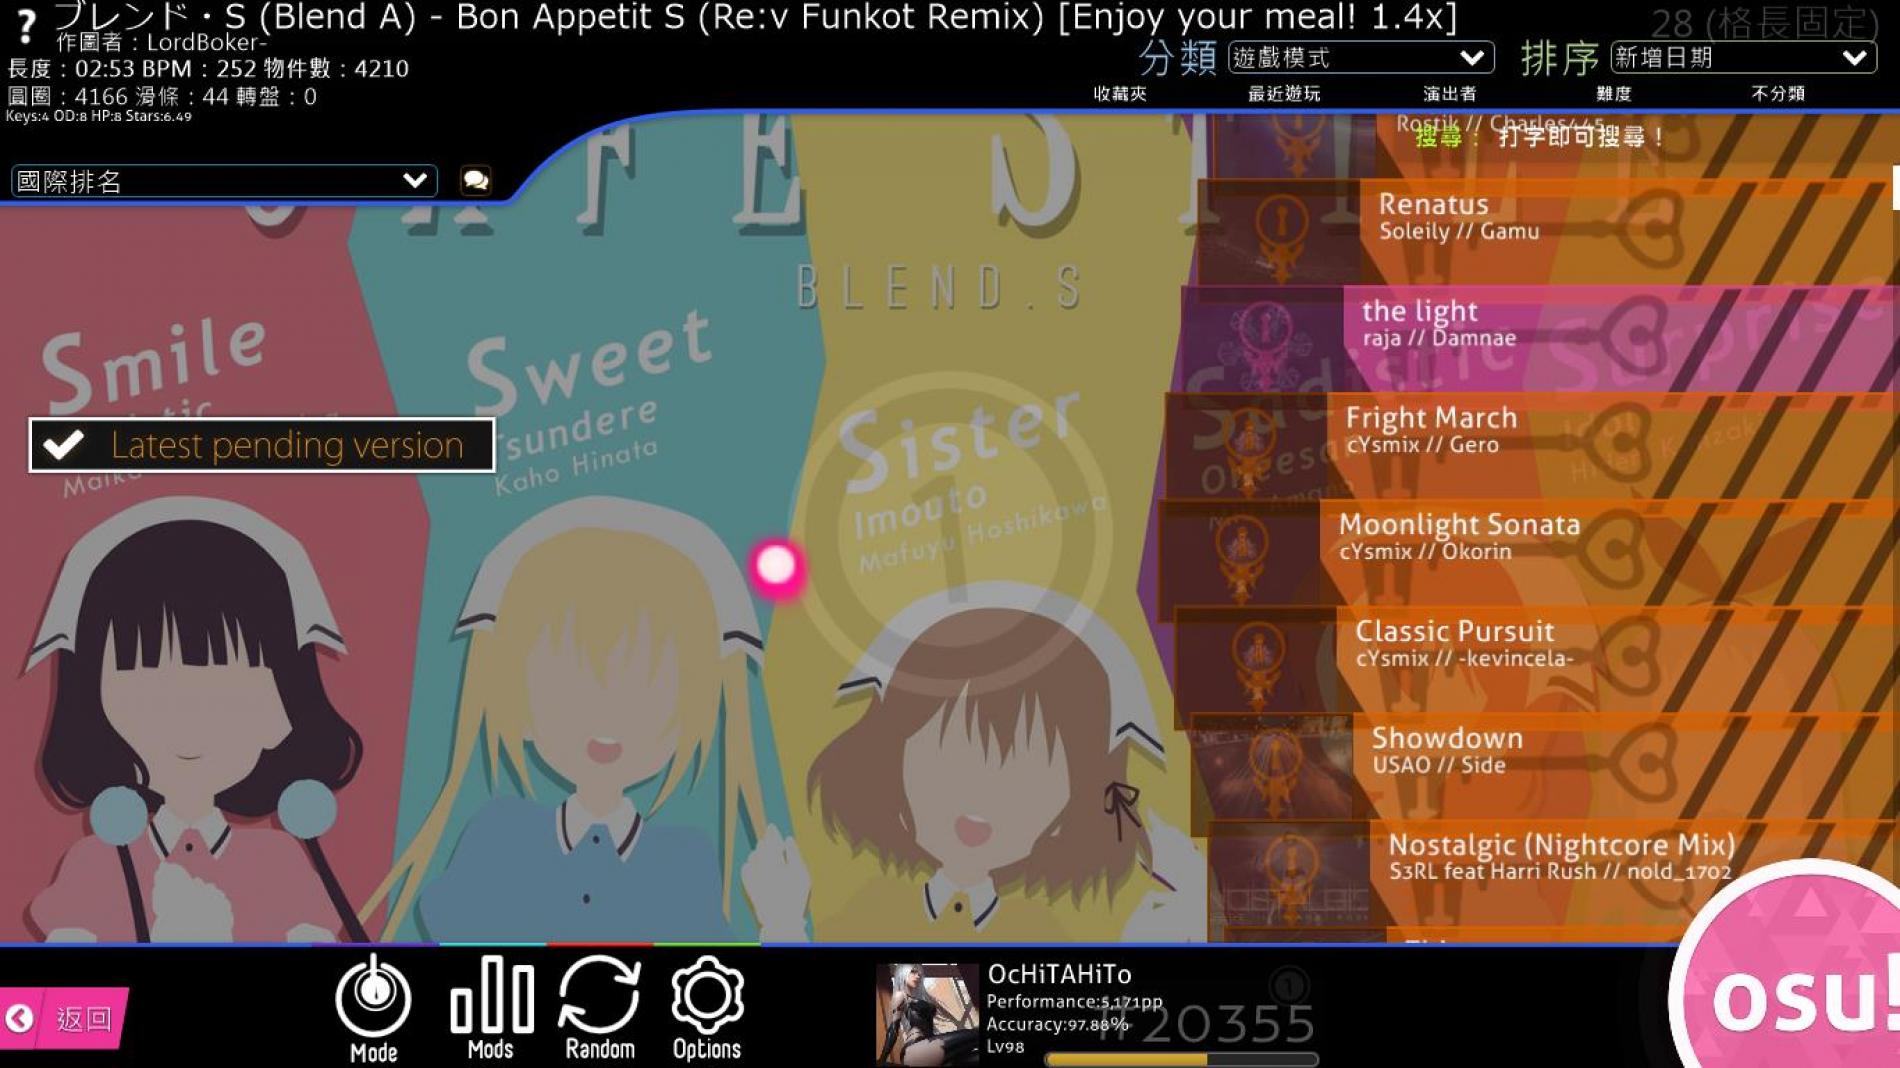 ブレンド・S (Blend A) - Bon Appetit S (Re:v Funkot Remix) [Enjoy your meal! 1.4x]
作圖者：LordBoker-
長度：02:53 BPM：252 物件數：4210
圓圈：4166 滑條：44 轉盤：0
Keys:4 OD:8 HP:8 Stars:6.49
28 (格長固定)
分類 遊戲模式
排序 新增日期
收藏夾 最近遊玩 演出者 難度 不分類
國際排名
Rostik // Charles445
搜尋： 打字即可搜尋！
CAFE STILE
BLEND.S
Smile
Sweet
Tsundere
Kaho Hinata
Sister
Imouto
Mafuyu Hoshikawa
Sadistic Surprise
Latest pending version
Renatus
Soleily // Gamu
the light
raja // Damnae
Fright March
cYsmix // Gero
Moonlight Sonata
cYsmix // Okorin
Classic Pursuit
cYsmix // -kevincela-
Showdown
USAO // Side
Nostalgic (Nightcore Mix)
S3RL feat Harri Rush // nold_1702
返回
Mode
Mods
Random
Options
OcHiTAHiTo
Performance:5,171pp
Accuracy:97.88%
Lv98
#20355
osu!